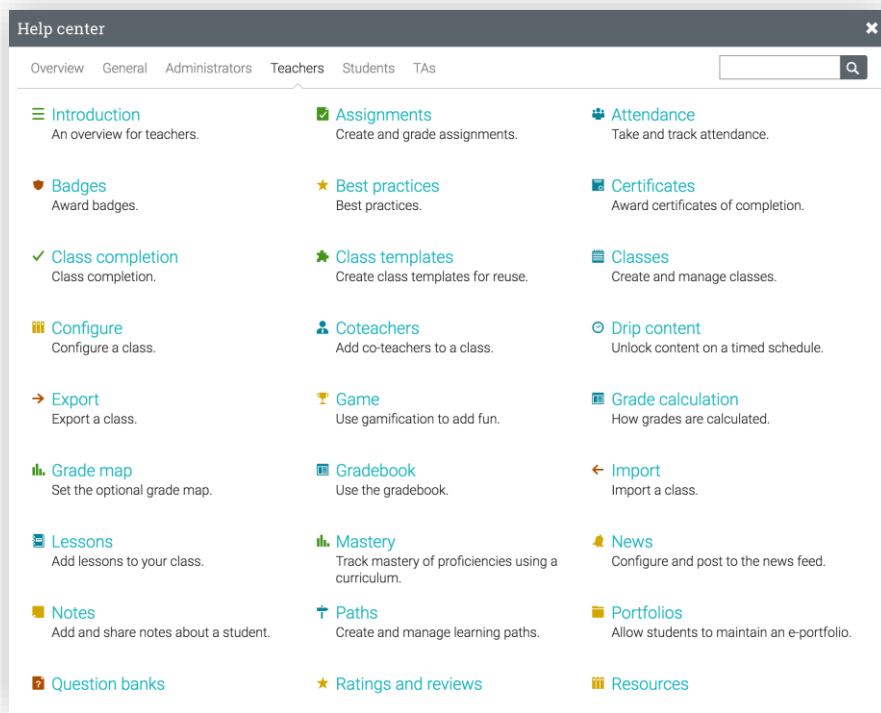 Help center
Overview General Administrators Teachers Students TAs
Introduction
An overview for teachers.
Assignments
Create and grade assignments.
Attendance
Take and track attendance.
Badges
Award badges.
Best practices
Best practices.
Certificates
Award certificates of completion.
Class completion
Class completion.
Class templates
Create class templates for reuse.
Classes
Create and manage classes.
Configure
Configure a class.
Coteachers
Add co-teachers to a class.
Drip content
Unlock content on a timed schedule.
Export
Export a class.
Game
Use gamification to add fun.
Grade calculation
How grades are calculated.
Grade map
Set the optional grade map.
Gradebook
Use the gradebook.
Import
Import a class.
Lessons
Add lessons to your class.
Mastery
Track mastery of proficiencies using a
curriculum.
News
Configure and post to the news feed.
Notes
Add and share notes about a student.
Paths
Create and manage learning paths.
Portfolios
Allow students to maintain an e-portfolio.
Question banks
Ratings and reviews
Resources